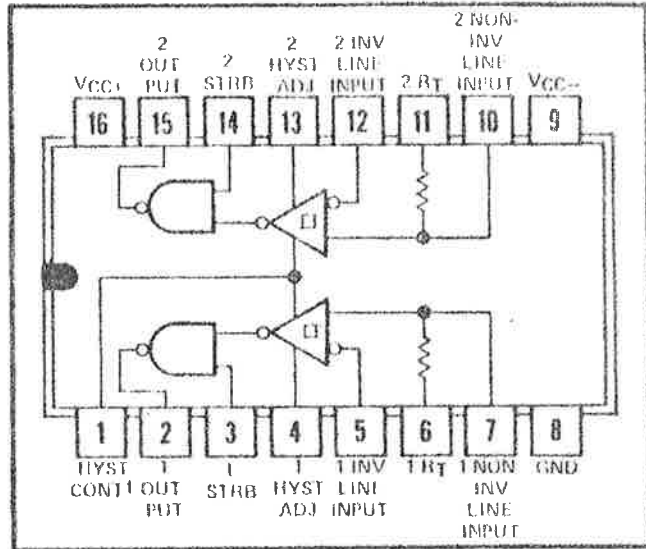 2 NON-
2 2 2 2 INV INV
OUT STRB HYST LINE LINE
VCC+ PUT ADJ INPUT 2 RT INPUT VCC-
16 15 14 13 12 11 10 9
1 2 3 4 5 6 7 8
HYST 1 1 1 1 INV 1 RT 1 NON GND
CONT OUT STRB HYST LINE INV
PUT ADJ INPUT LINE
INPUT